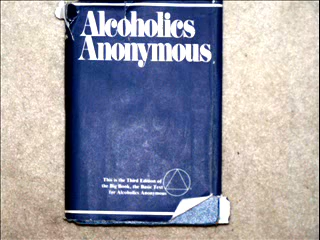 Alcoholics
Anonymous
This is the Third Edition of
the Big Book, the Basic Text
for Alcoholics Anonymous